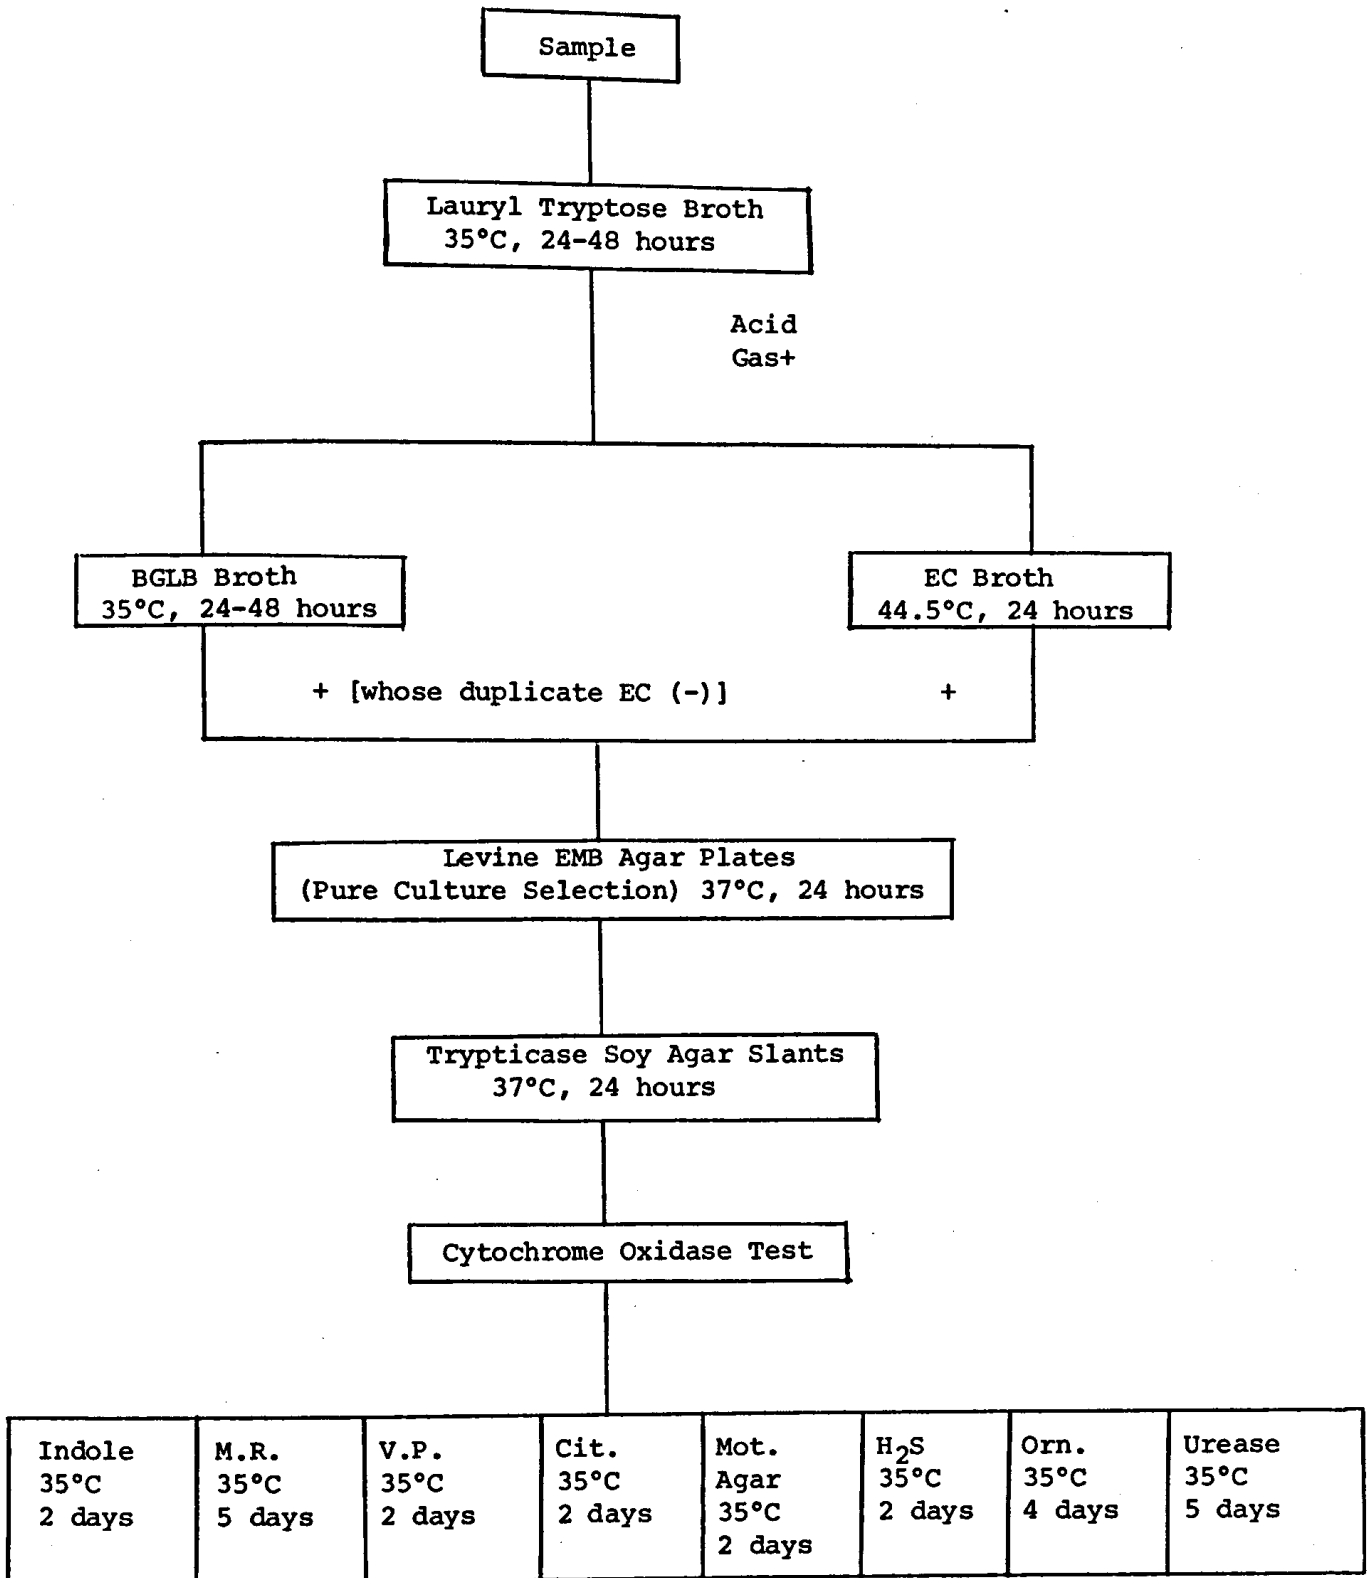 Sample
Lauryl Tryptose Broth
35°C, 24-48 hours
Acid
Gas+
BGLB Broth
35°C, 24-48 hours
EC Broth
44.5°C, 24 hours
+ [whose duplicate EC (-)]
+
Levine EMB Agar Plates
(Pure Culture Selection) 37°C, 24 hours
Trypticase Soy Agar Slants
37°C, 24 hours
Cytochrome Oxidase Test
Indole
35°C
2 days
M.R.
35°C
5 days
V.P.
35°C
2 days
Cit.
35°C
2 days
Mot.
Agar
35°C
2 days
H₂S
35°C
2 days
Orn.
35°C
4 days
Urease
35°C
5 days